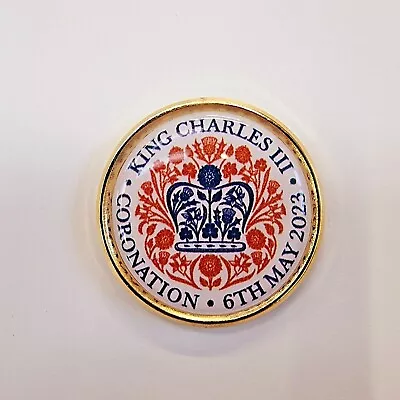 · KING CHARLES III · CORONATION · 6TH MAY 2023